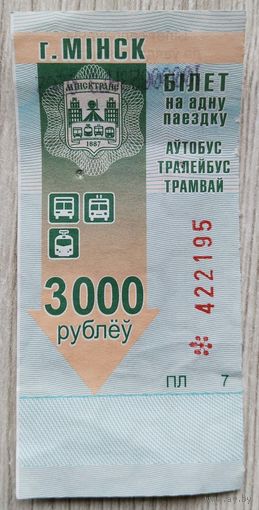 г. МІНСК
МІНСКТРАНС
1887
БІЛЕТ
на адну
паездку
АЎТОБУС
ТРАЛЕЙБУС
ТРАМВАЙ
3000
рублёў
422195
ПЛ 7